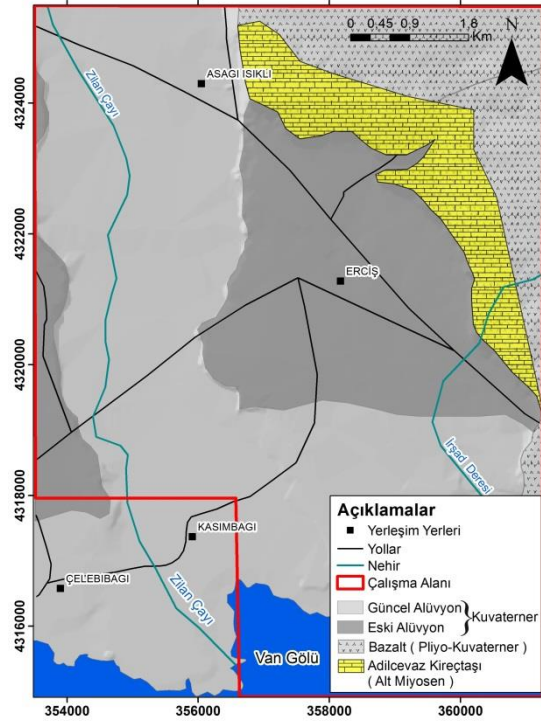 0 0.45 0.9 1.8
Km
N
4324000
4322000
4320000
4318000
4316000
Zilan Çayı
ASAGI ISIKLI
ERCİŞ
İrşad Deresi
KASIMBAGI
ÇELEBIBAGI
Zilan Çayı
Van Gölü
Açıklamalar
Yerleşim Yerleri
Yollar
Nehir
Çalışma Alanı
Güncel Alüvyon
Eski Alüvyon
Kuvaterner
Bazalt ( Pliyo-Kuvaterner )
Adilcevaz Kireçtaşı
( Alt Miyosen )
354000 356000 358000 360000